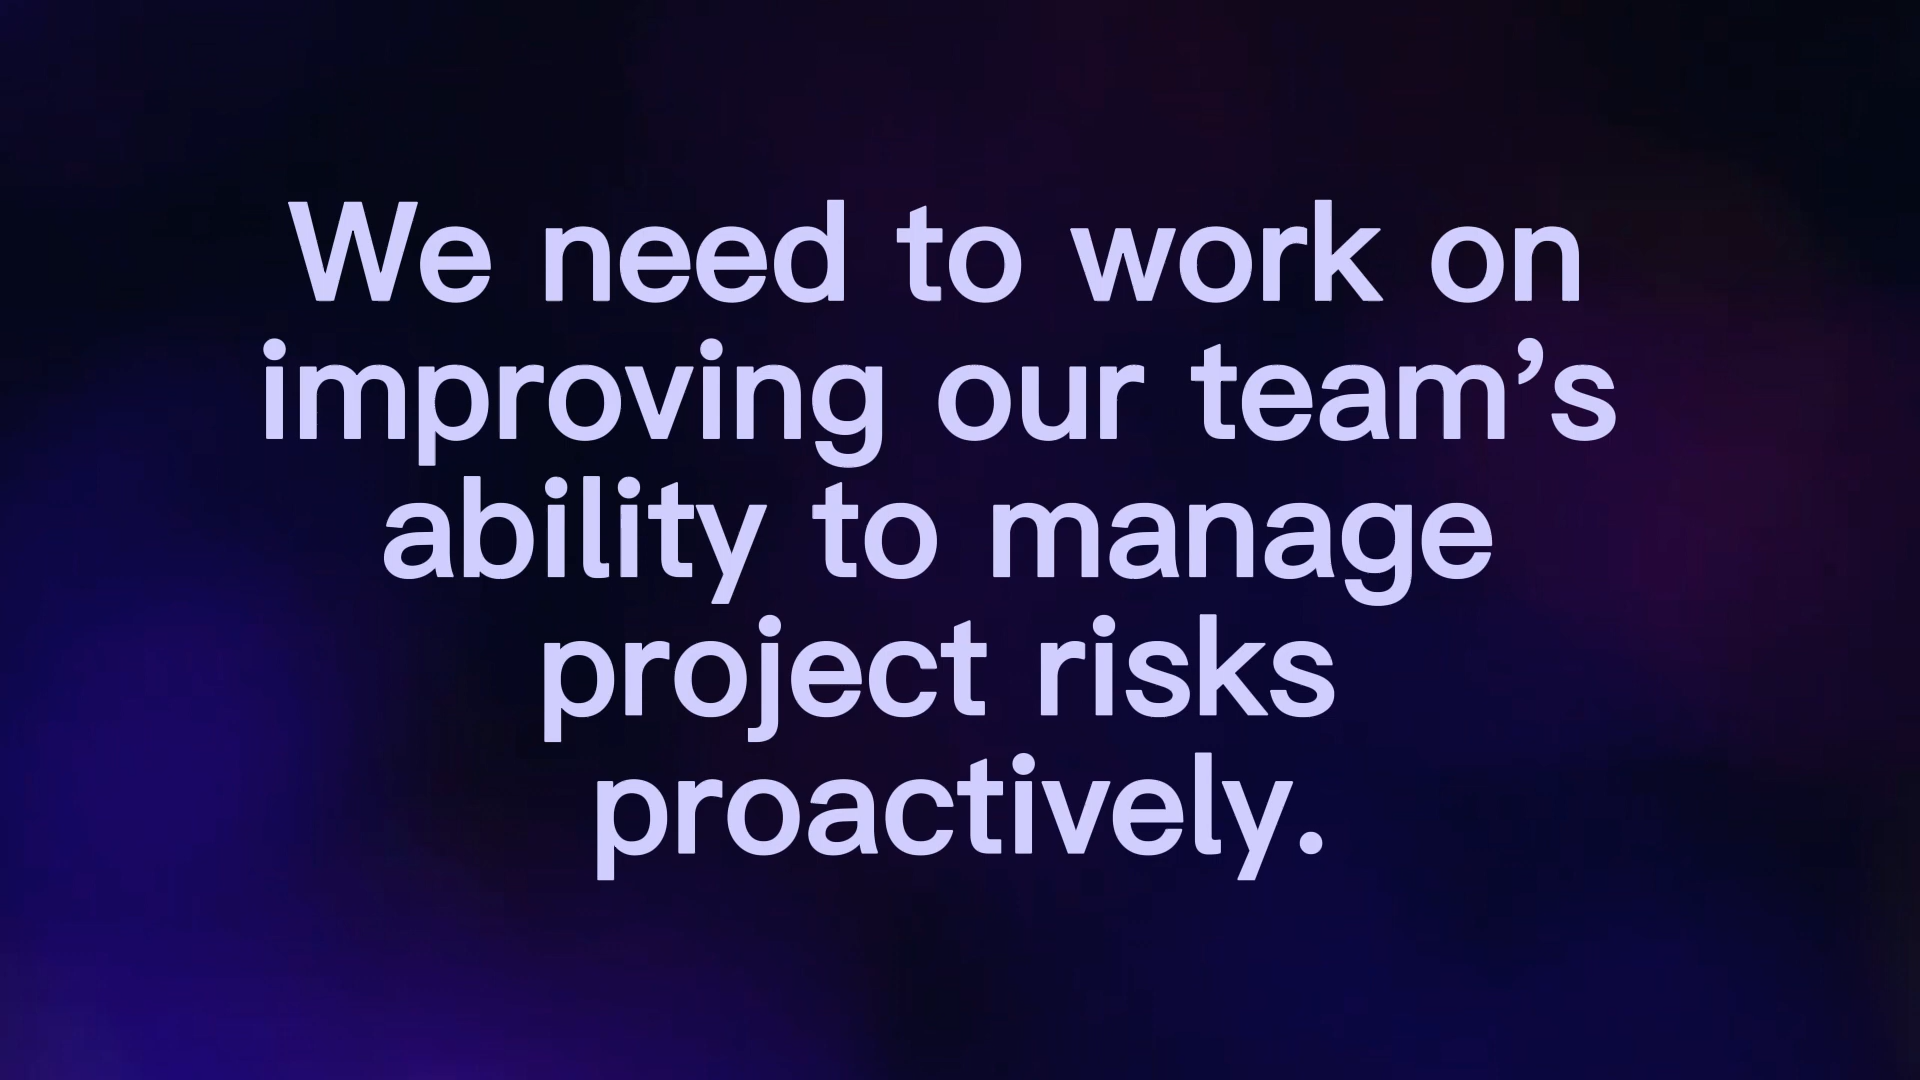 We need to work on
improving our team’s
ability to manage
project risks
proactively.